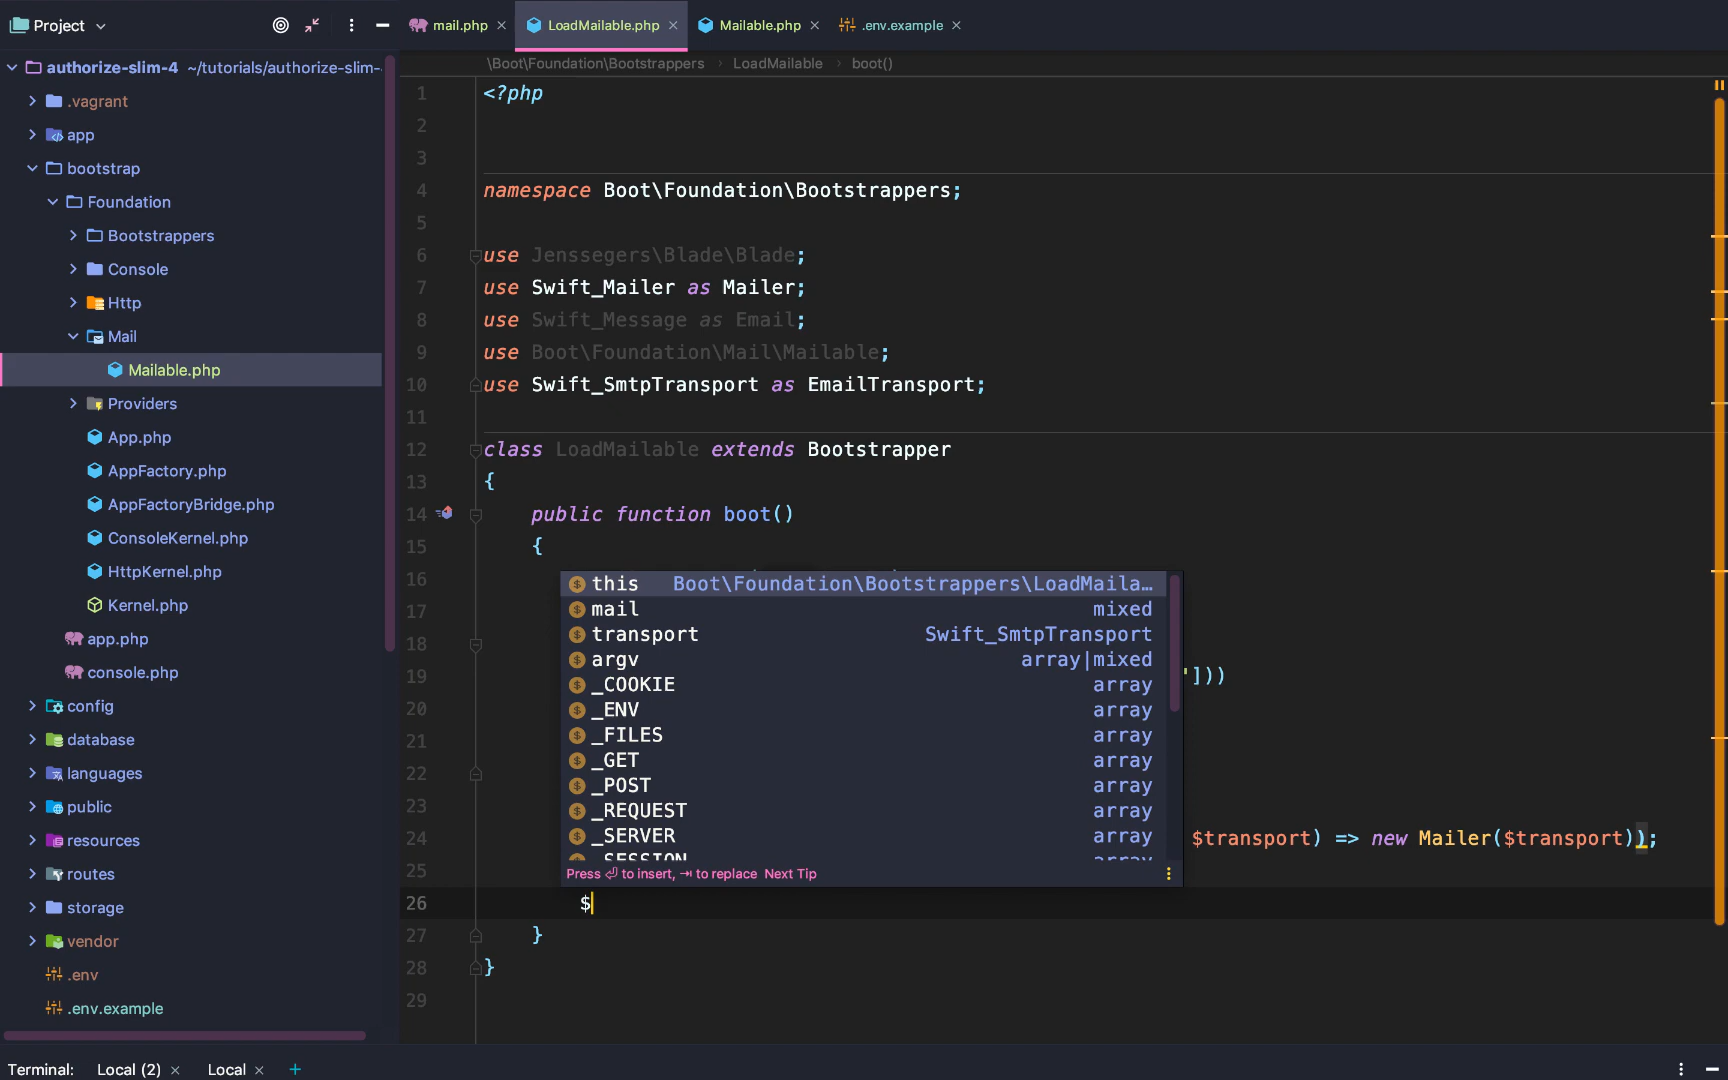 Project
mail.php
LoadMailable.php
Mailable.php
.env.example
authorize-slim-4 ~/tutorials/authorize-slim-
.vagrant
app
bootstrap
Foundation
Bootstrappers
Console
Http
Mail
Mailable.php
Providers
App.php
AppFactory.php
AppFactoryBridge.php
ConsoleKernel.php
HttpKernel.php
Kernel.php
app.php
console.php
config
database
languages
public
resources
routes
storage
vendor
.env
.env.example
\Boot\Foundation\Bootstrappers › LoadMailable › boot()
1 <?php
2
3
4 namespace Boot\Foundation\Bootstrappers;
5
6 use Jenssegers\Blade\Blade;
7 use Swift_Mailer as Mailer;
8 use Swift_Message as Email;
9 use Boot\Foundation\Mail\Mailable;
10 use Swift_SmtpTransport as EmailTransport;
11
12 class LoadMailable extends Bootstrapper
13 {
14 public function boot()
15 {
16
17
18
19 ']))
20
21
22
23
24 $transport) => new Mailer($transport));
25
26 $
27 }
28 }
29
this Boot\Foundation\Bootstrappers\LoadMaila…
mail mixed
transport Swift_SmtpTransport
argv array|mixed
_COOKIE array
_ENV array
_FILES array
_GET array
_POST array
_REQUEST array
_SERVER array
_SESSION array
Press ⏎ to insert, ⇥ to replace Next Tip
Terminal: Local (2) × Local × +